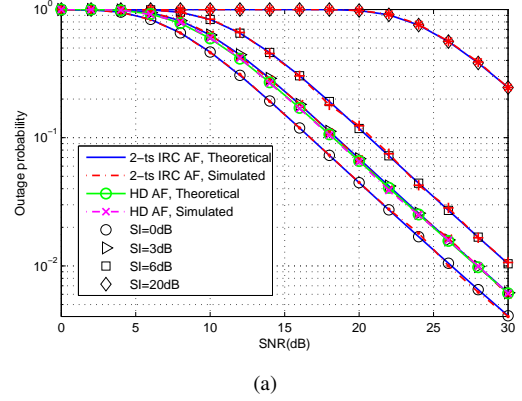 10^0
10^-1
10^-2
Outage probability
2-ts IRC AF, Theoretical
2-ts IRC AF, Simulated
HD AF, Theoretical
HD AF, Simulated
SI=0dB
SI=3dB
SI=6dB
SI=20dB
0 5 10 15 20 25 30
SNR(dB)
(a)